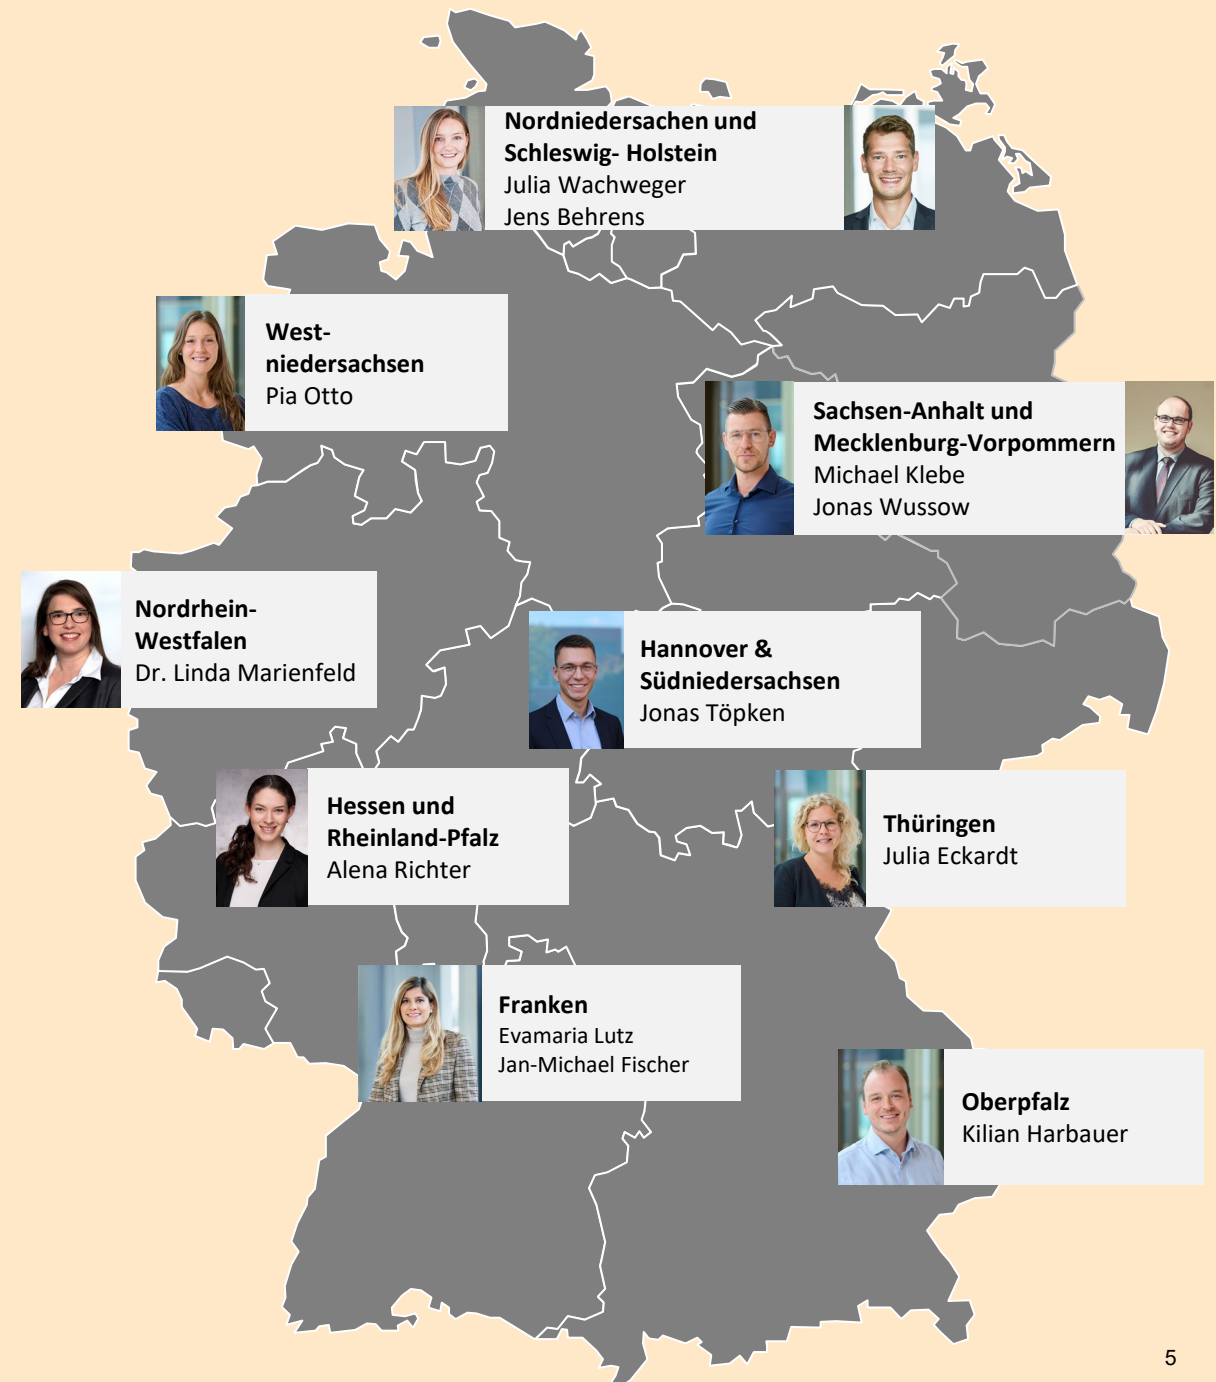 Nordniedersachen und
Schleswig- Holstein
Julia Wachweger
Jens Behrens
West-
niedersachsen
Pia Otto
Sachsen-Anhalt und
Mecklenburg-Vorpommern
Michael Klebe
Jonas Wussow
Nordrhein-
Westfalen
Dr. Linda Marienfeld
Hannover &
Südniedersachsen
Jonas Töpken
Hessen und
Rheinland-Pfalz
Alena Richter
Thüringen
Julia Eckardt
Franken
Evamaria Lutz
Jan-Michael Fischer
Oberpfalz
Kilian Harbauer
5